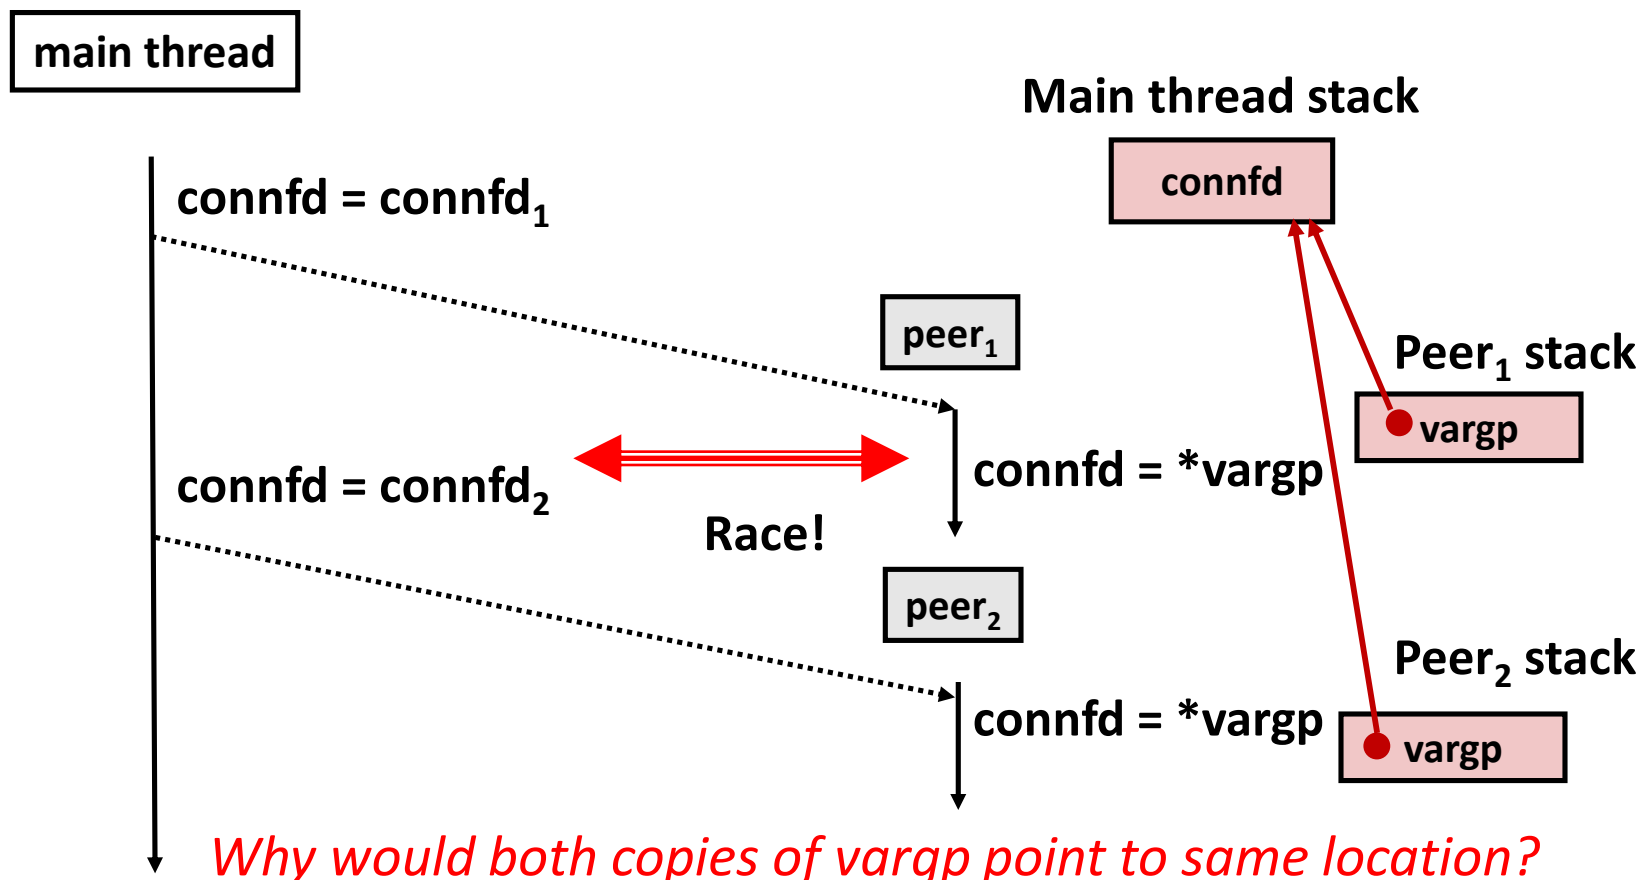 main thread
Main thread stack
connfd
connfd = connfd₁
peer₁
Peer₁ stack
vargp
connfd = *vargp
connfd = connfd₂
Race!
peer₂
Peer₂ stack
connfd = *vargp
vargp
Why would both copies of vargp point to same location?